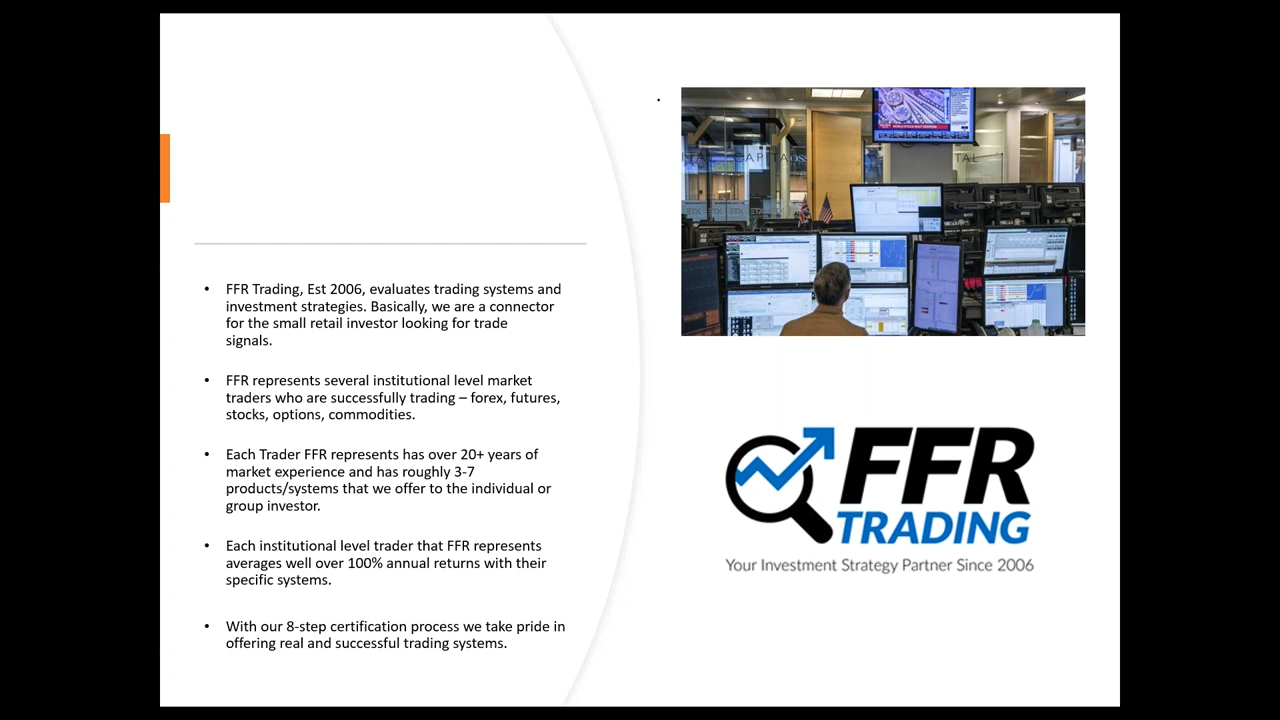 • FFR Trading, Est 2006, evaluates trading systems and
investment strategies. Basically, we are a connector
for the small retail investor looking for trade
signals.
• FFR represents several institutional level market
traders who are successfully trading – forex, futures,
stocks, options, commodities.
• Each Trader FFR represents has over 20+ years of
market experience and has roughly 3-7
products/systems that we offer to the individual or
group investor.
• Each institutional level trader that FFR represents
averages well over 100% annual returns with their
specific systems.
• With our 8-step certification process we take pride in
offering real and successful trading systems.
•
CAPITAL
FFR
TRADING
Your Investment Strategy Partner Since 2006